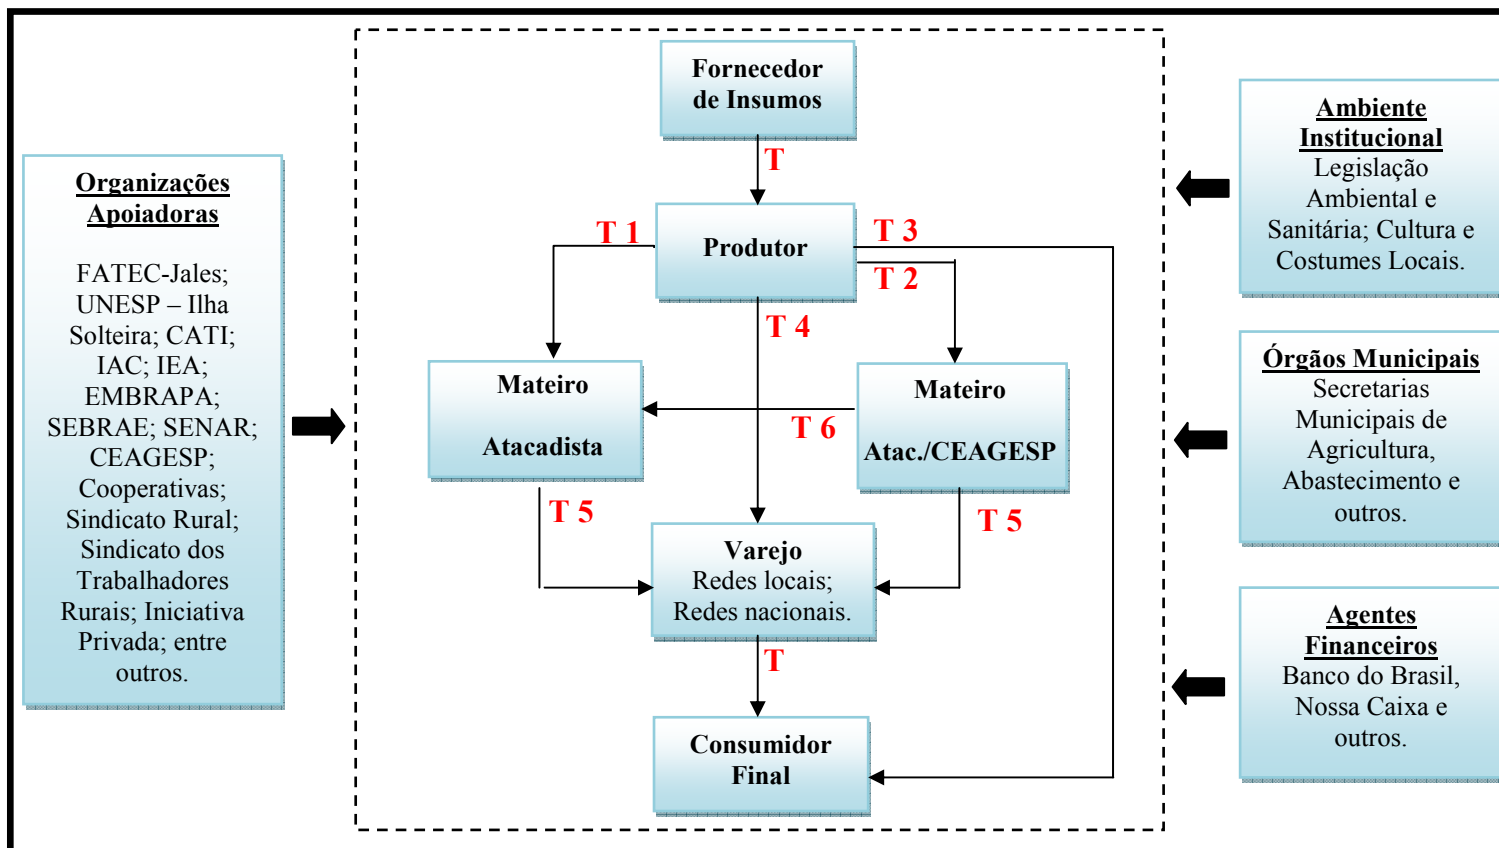 Fornecedor
de Insumos
T
Organizações
Apoiadoras
FATEC-Jales;
UNESP – Ilha
Solteira; CATI;
IAC; IEA;
EMBRAPA;
SEBRAE; SENAR;
CEAGESP;
Cooperativas;
Sindicato Rural;
Sindicato dos
Trabalhadores
Rurais; Iniciativa
Privada; entre
outros.
T 1
Produtor
T 3
T 2
T 4
Mateiro
Atacadista
T 6
Mateiro
Atac./CEAGESP
T 5
T 5
Varejo
Redes locais;
Redes nacionais.
T
Consumidor
Final
Ambiente
Institucional
Legislação
Ambiental e
Sanitária; Cultura e
Costumes Locais.
Órgãos Municipais
Secretarias
Municipais de
Agricultura,
Abastecimento e
outros.
Agentes
Financeiros
Banco do Brasil,
Nossa Caixa e
outros.